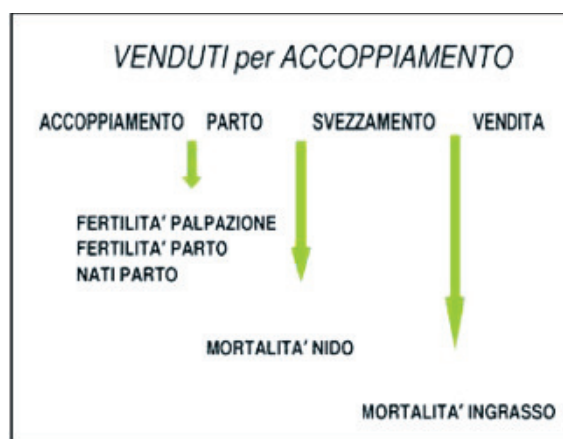 VENDUTI per ACCOPPIAMENTO
ACCOPPIAMENTO PARTO SVEZZAMENTO VENDITA
FERTILITA' PALPAZIONE
FERTILITA' PARTO
NATI PARTO
MORTALITA' NIDO
MORTALITA' INGRASSO